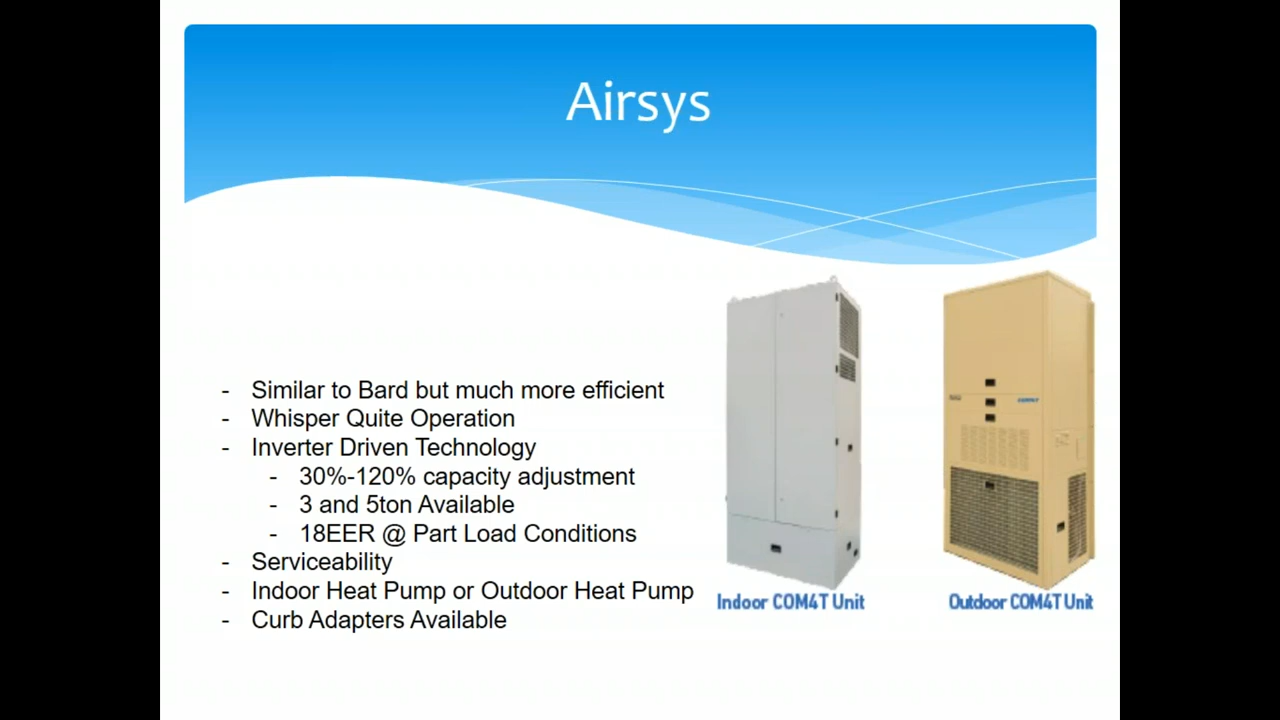 Airsys
- Similar to Bard but much more efficient
- Whisper Quite Operation
- Inverter Driven Technology
- 30%-120% capacity adjustment
- 3 and 5ton Available
- 18EER @ Part Load Conditions
- Serviceability
- Indoor Heat Pump or Outdoor Heat Pump
- Curb Adapters Available
Indoor COM4T Unit
Outdoor COM4T Unit